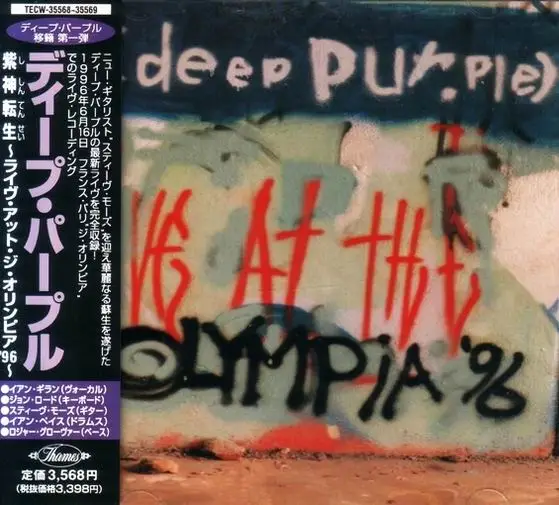 TECW-35568-35569
ディープ・パープル
移籍 第一弾
ディープ・パープル
紫神転生
し しん てん せい
～ライヴ・アット・ジ・オリンピア'96～
ニュー・ギタリスト“スティーヴ・モーズ”を迎え華麗なる蘇生を遂げた
ディープ・パープルの最新ライヴを完全収録!
1996年6月16日 フランス・パリ“ジ・オリンピア”
でのライヴ・レコーディング
●イアン・ギラン(ヴォーカル)
●ジョン・ロード(キーボード)
●スティーヴ・モーズ(ギター)
●イアン・ペイス(ドラムス)
●ロジャー・グローヴァー(ベース)
Thames
定価3,568円
(税抜価格3,398円)
deep purple)
VE AT THE
OLYMPIA '96